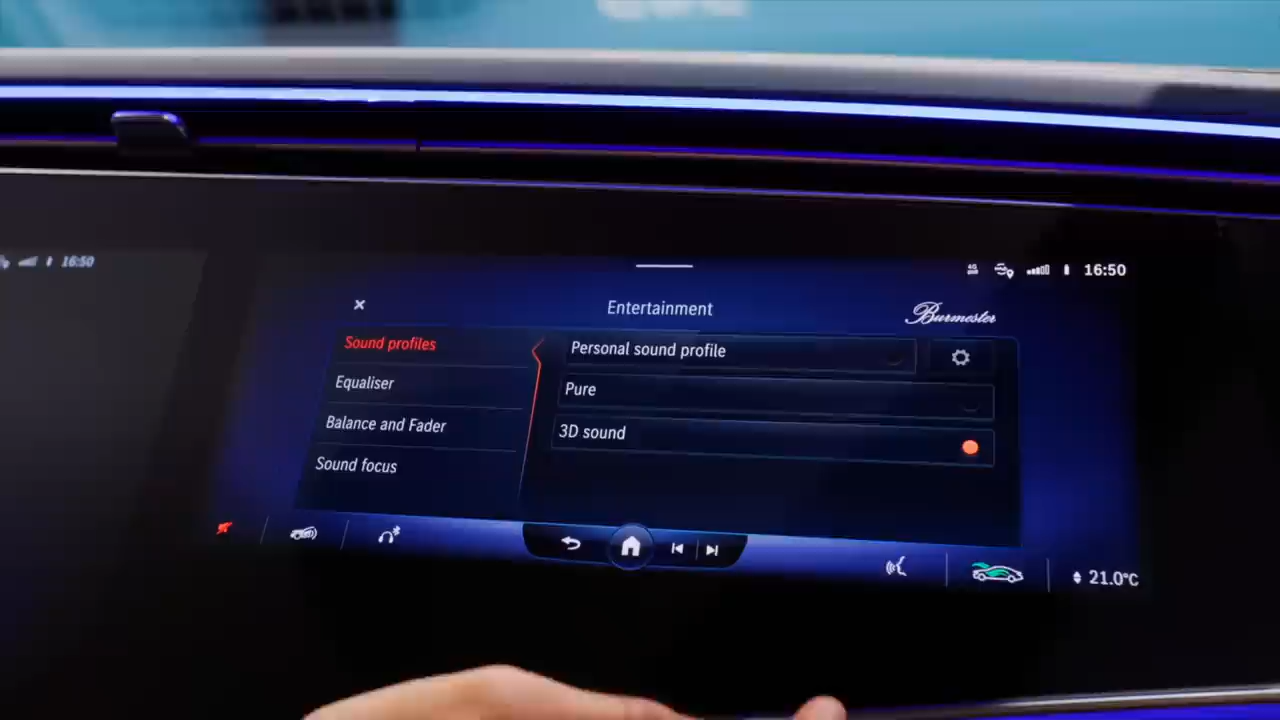 16:50
4G
16:50
Entertainment
Burmester
Sound profiles
Equaliser
Balance and Fader
Sound focus
Personal sound profile
Pure
3D sound
21.0°C